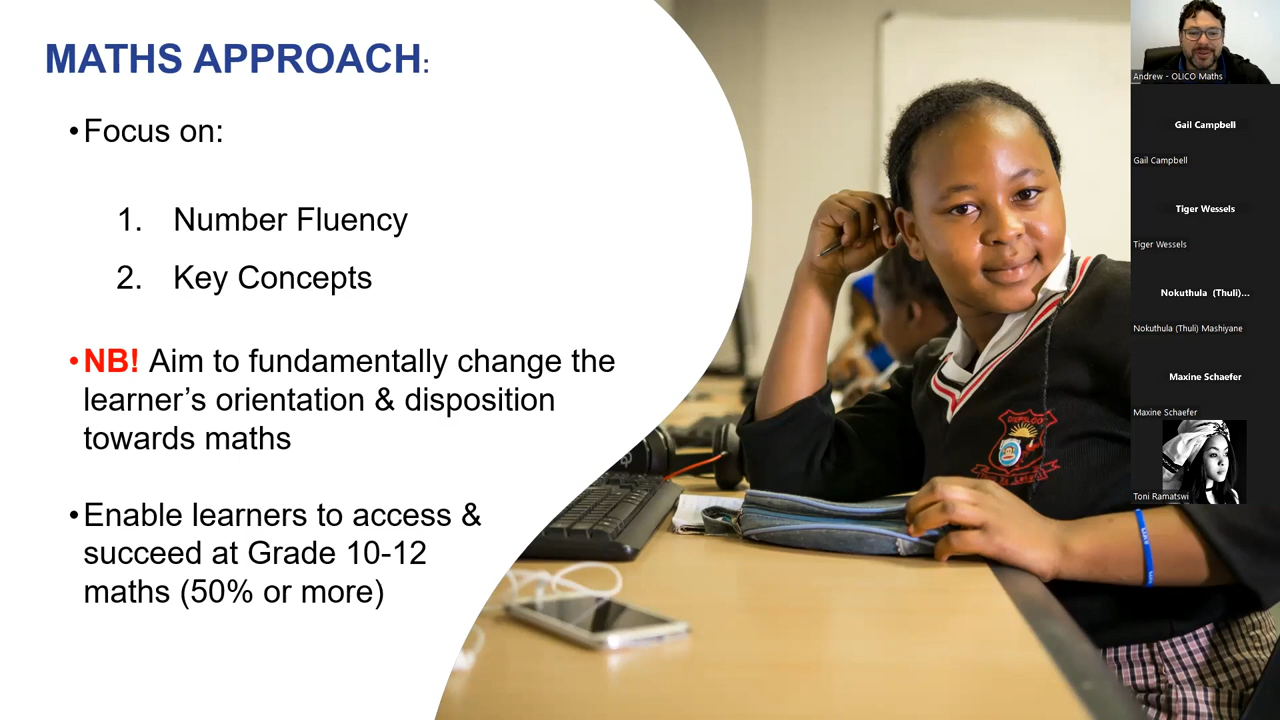 MATHS APPROACH:
•Focus on:
1. Number Fluency
2. Key Concepts
•NB! Aim to fundamentally change the
learner’s orientation & disposition
towards maths
•Enable learners to access &
succeed at Grade 10-12
maths (50% or more)
Andrew - OLICO Maths
Gail Campbell
Gail Campbell
Tiger Wessels
Tiger Wessels
Nokuthula (Thuli)...
Nokuthula (Thuli) Mashiyane
Maxine Schaefer
Maxine Schaefer
Toni Ramatswi
DIEPSLOOT